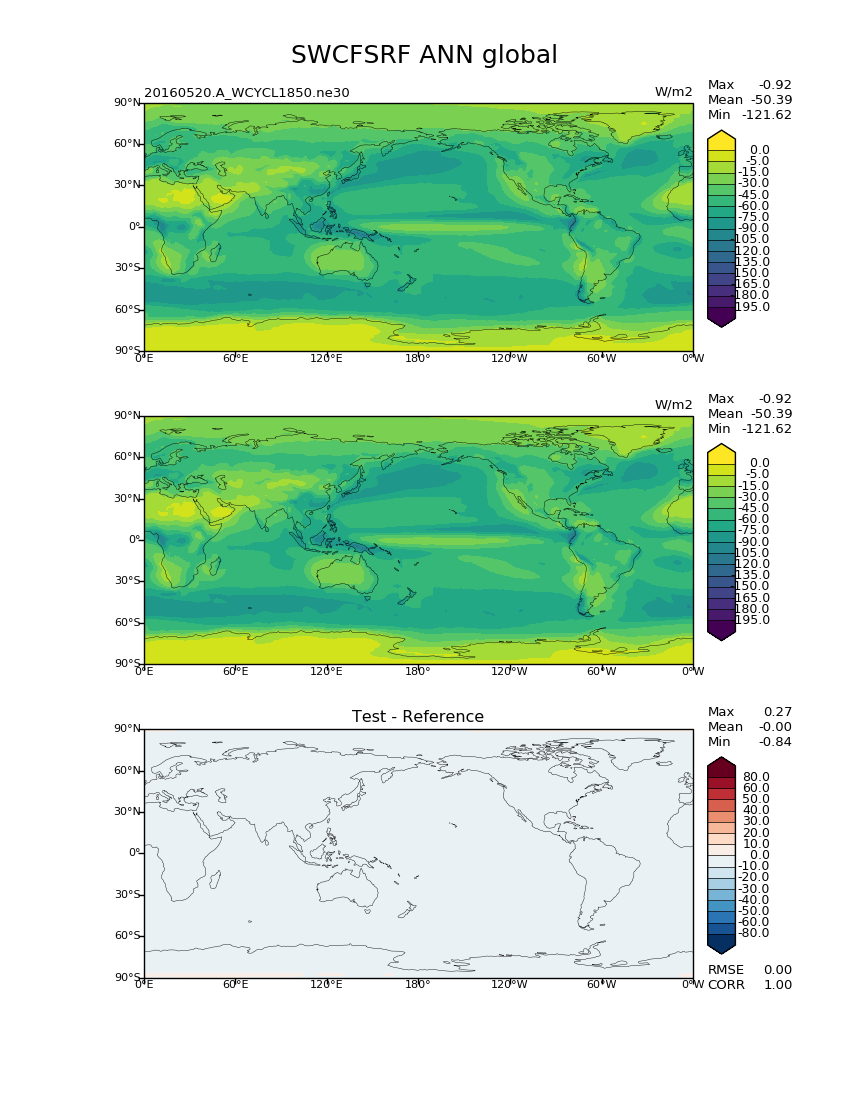 SWCFSRF ANN global
20160520.A_WCYCL1850.ne30 W/m2
Max -0.92
Mean -50.39
Min -121.62
90°N
60°N
30°N
0°
30°S
60°S
90°S
0°E 60°E 120°E 180° 120°W 60°W 0°W
0.0
-5.0
-15.0
-30.0
-45.0
-60.0
-75.0
-90.0
-105.0
-120.0
-135.0
-150.0
-165.0
-180.0
-195.0
W/m2
Max -0.92
Mean -50.39
Min -121.62
90°N
60°N
30°N
0°
30°S
60°S
90°S
0°E 60°E 120°E 180° 120°W 60°W 0°W
0.0
-5.0
-15.0
-30.0
-45.0
-60.0
-75.0
-90.0
-105.0
-120.0
-135.0
-150.0
-165.0
-180.0
-195.0
Test - Reference
Max 0.27
Mean -0.00
Min -0.84
90°N
60°N
30°N
0°
30°S
60°S
90°S
0°E 60°E 120°E 180° 120°W 60°W 0°W
80.0
60.0
50.0
40.0
30.0
20.0
10.0
0.0
-10.0
-20.0
-30.0
-40.0
-50.0
-60.0
-80.0
RMSE 0.00
CORR 1.00